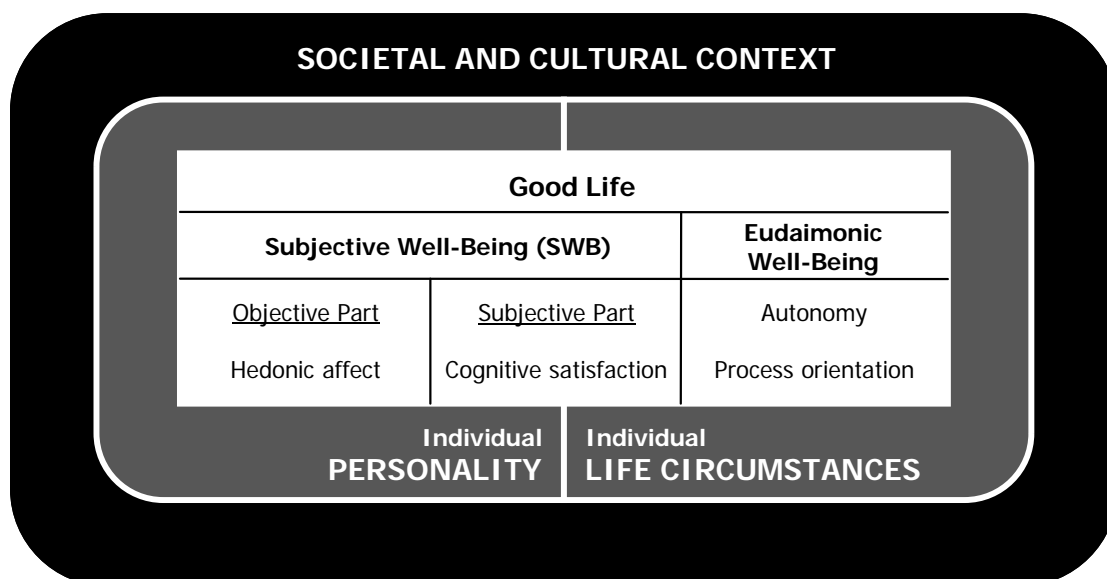 SOCIETAL AND CULTURAL CONTEXT
Good Life
Subjective Well-Being (SWB)
Eudaimonic
Well-Being
Objective Part
Subjective Part
Autonomy
Hedonic affect
Cognitive satisfaction
Process orientation
Individual
PERSONALITY
Individual
LIFE CIRCUMSTANCES